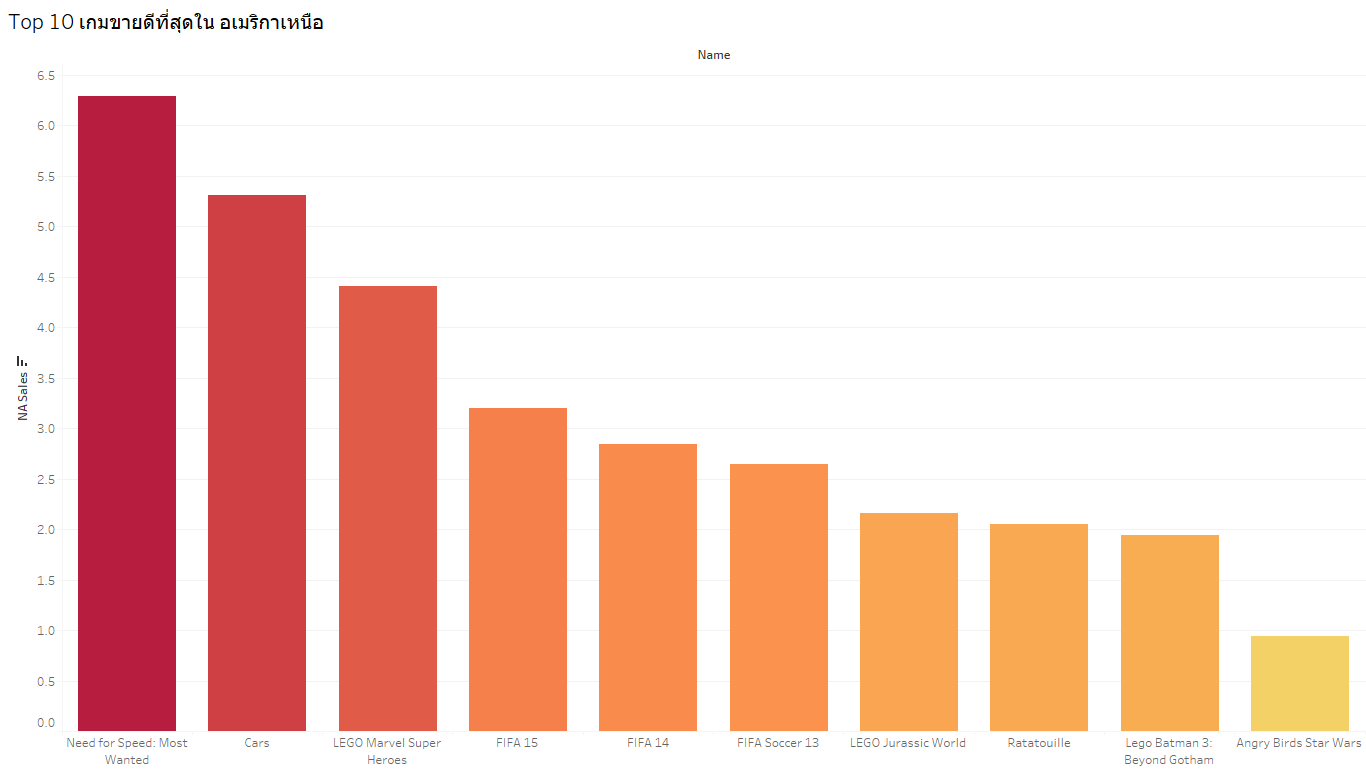 Top 10 เกมขายดีที่สุดใน อเมริกาเหนือ
Name
6.5
6.0
5.5
5.0
4.5
4.0
3.5
3.0
2.5
2.0
1.5
1.0
0.5
0.0
NA Sales
Need for Speed: Most Wanted
Cars
LEGO Marvel Super Heroes
FIFA 15
FIFA 14
FIFA Soccer 13
LEGO Jurassic World
Ratatouille
Lego Batman 3: Beyond Gotham
Angry Birds Star Wars